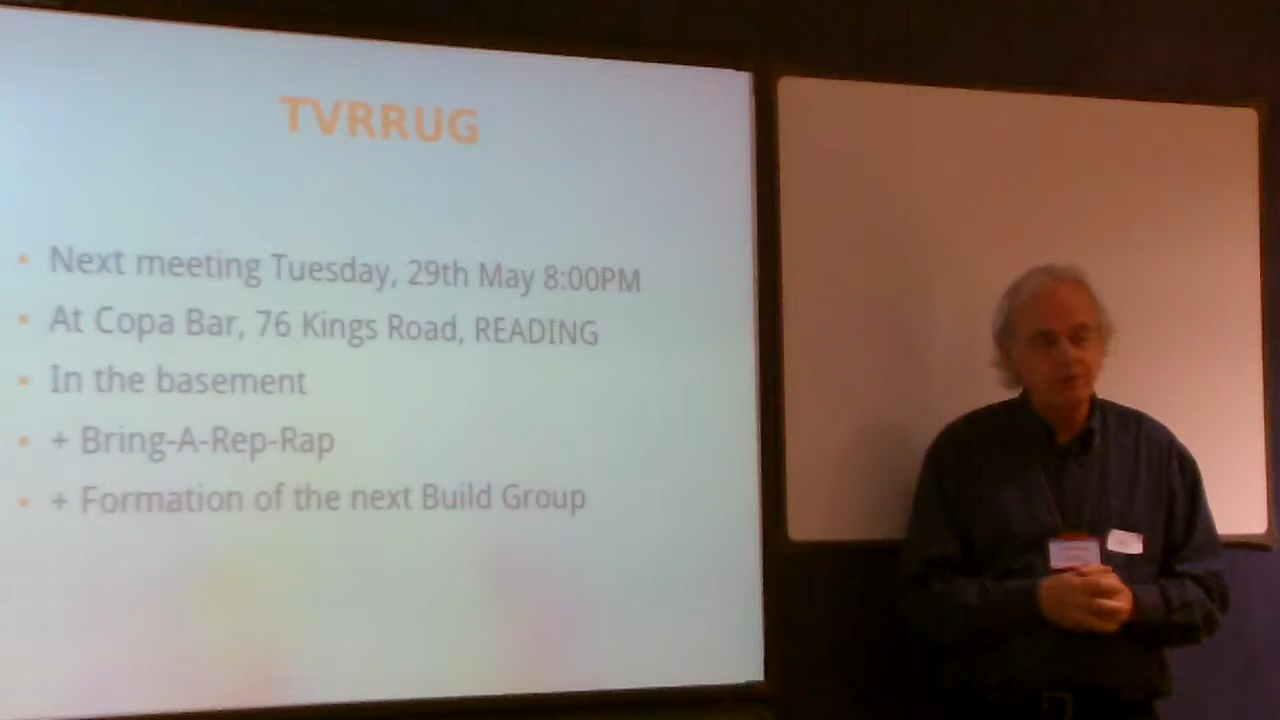 TVRRUG
Next meeting Tuesday, 29th May 8:00PM
At Copa Bar, 76 Kings Road, READING
In the basement
+ Bring-A-Rep-Rap
+ Formation of the next Build Group